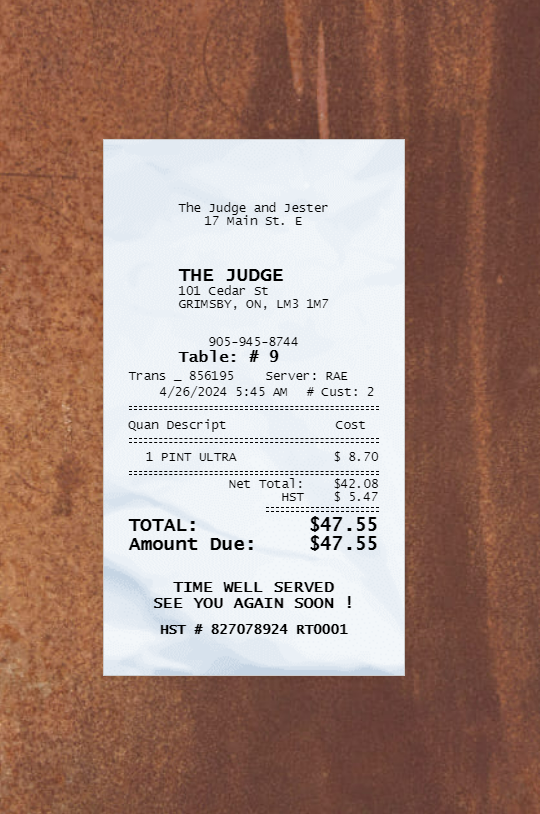 The Judge and Jester
17 Main St. E
THE JUDGE
101 Cedar St
GRIMSBY, ON, LM3 1M7
905-945-8744
Table: # 9
Trans _ 856195 Server: RAE
4/26/2024 5:45 AM # Cust: 2
Quan Descript Cost
1 PINT ULTRA $ 8.70
Net Total: $42.08
HST $ 5.47
TOTAL: $47.55
Amount Due: $47.55
TIME WELL SERVED
SEE YOU AGAIN SOON !
HST # 827078924 RT0001